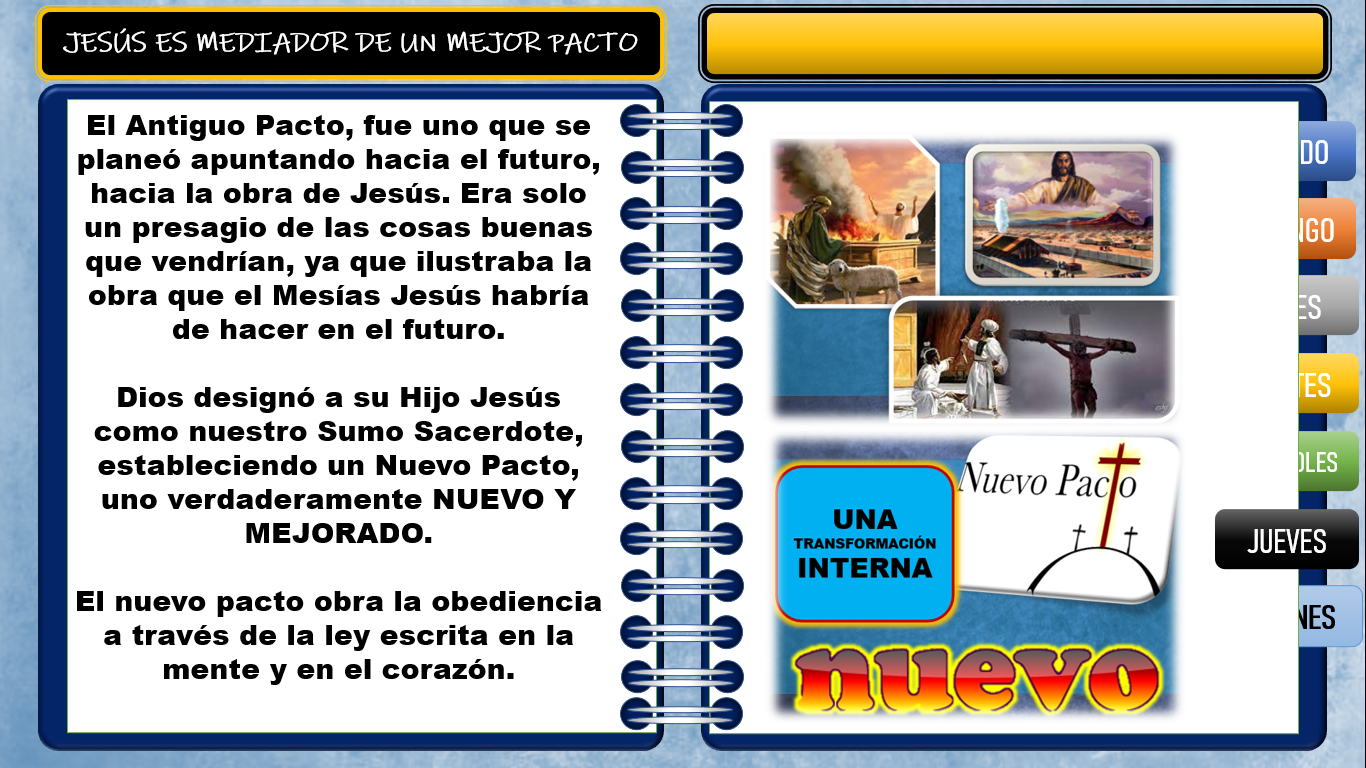 JESÚS ES MEDIADOR DE UN MEJOR PACTO
El Antiguo Pacto, fue uno que se
planeó apuntando hacia el futuro,
hacia la obra de Jesús. Era solo
un presagio de las cosas buenas
que vendrían, ya que ilustraba la
obra que el Mesías Jesús habría
de hacer en el futuro.
Dios designó a su Hijo Jesús
como nuestro Sumo Sacerdote,
estableciendo un Nuevo Pacto,
uno verdaderamente NUEVO Y
MEJORADO.
El nuevo pacto obra la obediencia
a través de la ley escrita en la
mente y en el corazón.
Nuevo Pacto
UNA
TRANSFORMACIÓN
INTERNA
nuevo
DO
NGO
ES
TES
OLES
JUEVES
NES